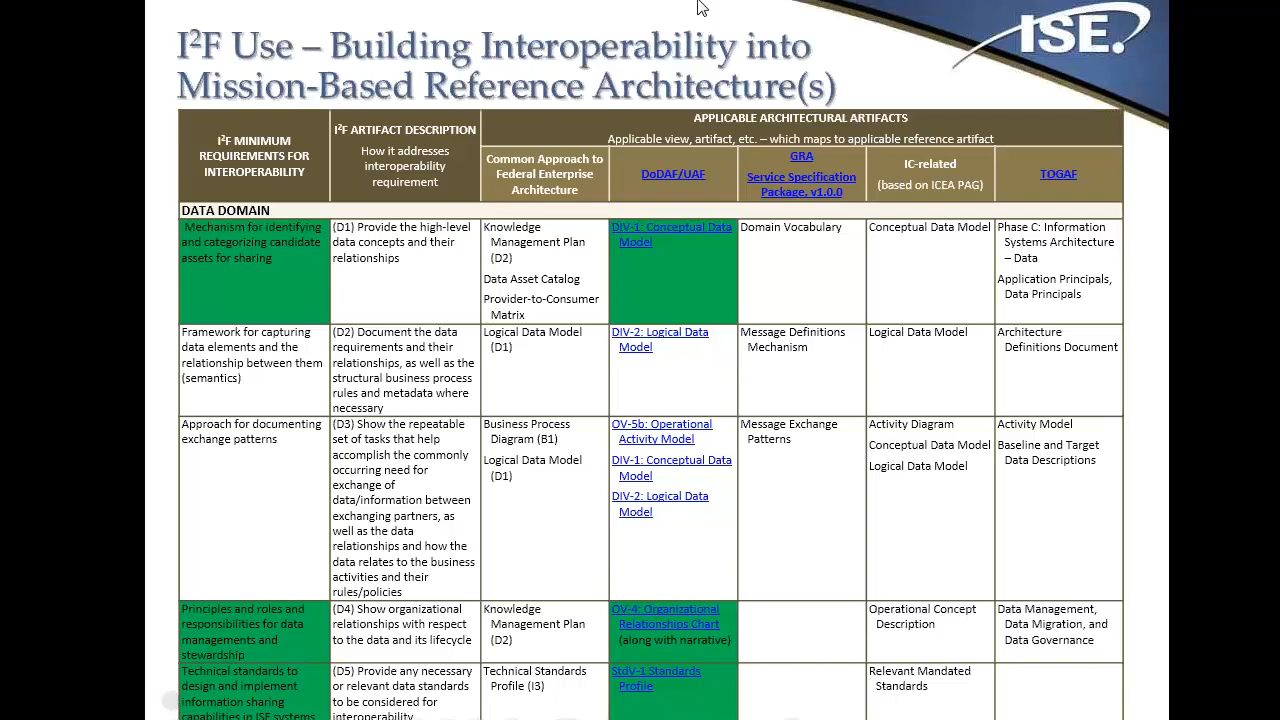 I²F Use – Building Interoperability into
Mission-Based Reference Architecture(s)
ISE.
I²F MINIMUM
REQUIREMENTS FOR
INTEROPERABILITY
I²F ARTIFACT DESCRIPTION
How it addresses
interoperability
requirement
APPLICABLE ARCHITECTURAL ARTIFACTS
Applicable view, artifact, etc. – which maps to applicable reference artifact
Common Approach to
Federal Enterprise
Architecture
DoDAF/UAF
GRA
Service Specification
Package, v1.0.0
IC-related
(based on ICEA PAG)
TOGAF
DATA DOMAIN
Mechanism for identifying
and categorizing candidate
assets for sharing
(D1) Provide the high-level
data concepts and their
relationships
Knowledge
Management Plan
(D2)
Data Asset Catalog
Provider-to-Consumer
Matrix
DIV-1: Conceptual Data
Model
Domain Vocabulary
Conceptual Data Model
Phase C: Information
Systems Architecture
– Data
Application Principals,
Data Principals
Framework for capturing
data elements and the
relationship between them
(semantics)
(D2) Document the data
requirements and their
relationships, as well as the
structural business process
rules and metadata where
necessary
Logical Data Model
(D1)
DIV-2: Logical Data
Model
Message Definitions
Mechanism
Logical Data Model
Architecture
Definitions Document
Approach for documenting
exchange patterns
(D3) Show the repeatable
set of tasks that help
accomplish the commonly
occurring need for
exchange of
data/information between
exchanging partners, as
well as the data
relationships and how the
data relates to the business
activities and their
rules/policies
Business Process
Diagram (B1)
Logical Data Model
(D1)
OV-5b: Operational
Activity Model
DIV-1: Conceptual Data
Model
DIV-2: Logical Data
Model
Message Exchange
Patterns
Activity Diagram
Conceptual Data Model
Logical Data Model
Activity Model
Baseline and Target
Data Descriptions
Principles and roles and
responsibilities for data
managements and
stewardship
(D4) Show organizational
relationships with respect
to the data and its lifecycle
Knowledge
Management Plan
(D2)
OV-4: Organizational
Relationships Chart
(along with narrative)
Operational Concept
Description
Data Management,
Data Migration, and
Data Governance
Technical standards to
design and implement
information sharing
capabilities in ISE systems
(D5) Provide any necessary
or relevant data standards
to be considered for
interoperability
Technical Standards
Profile (I3)
StdV-1 Standards
Profile
Relevant Mandated
Standards